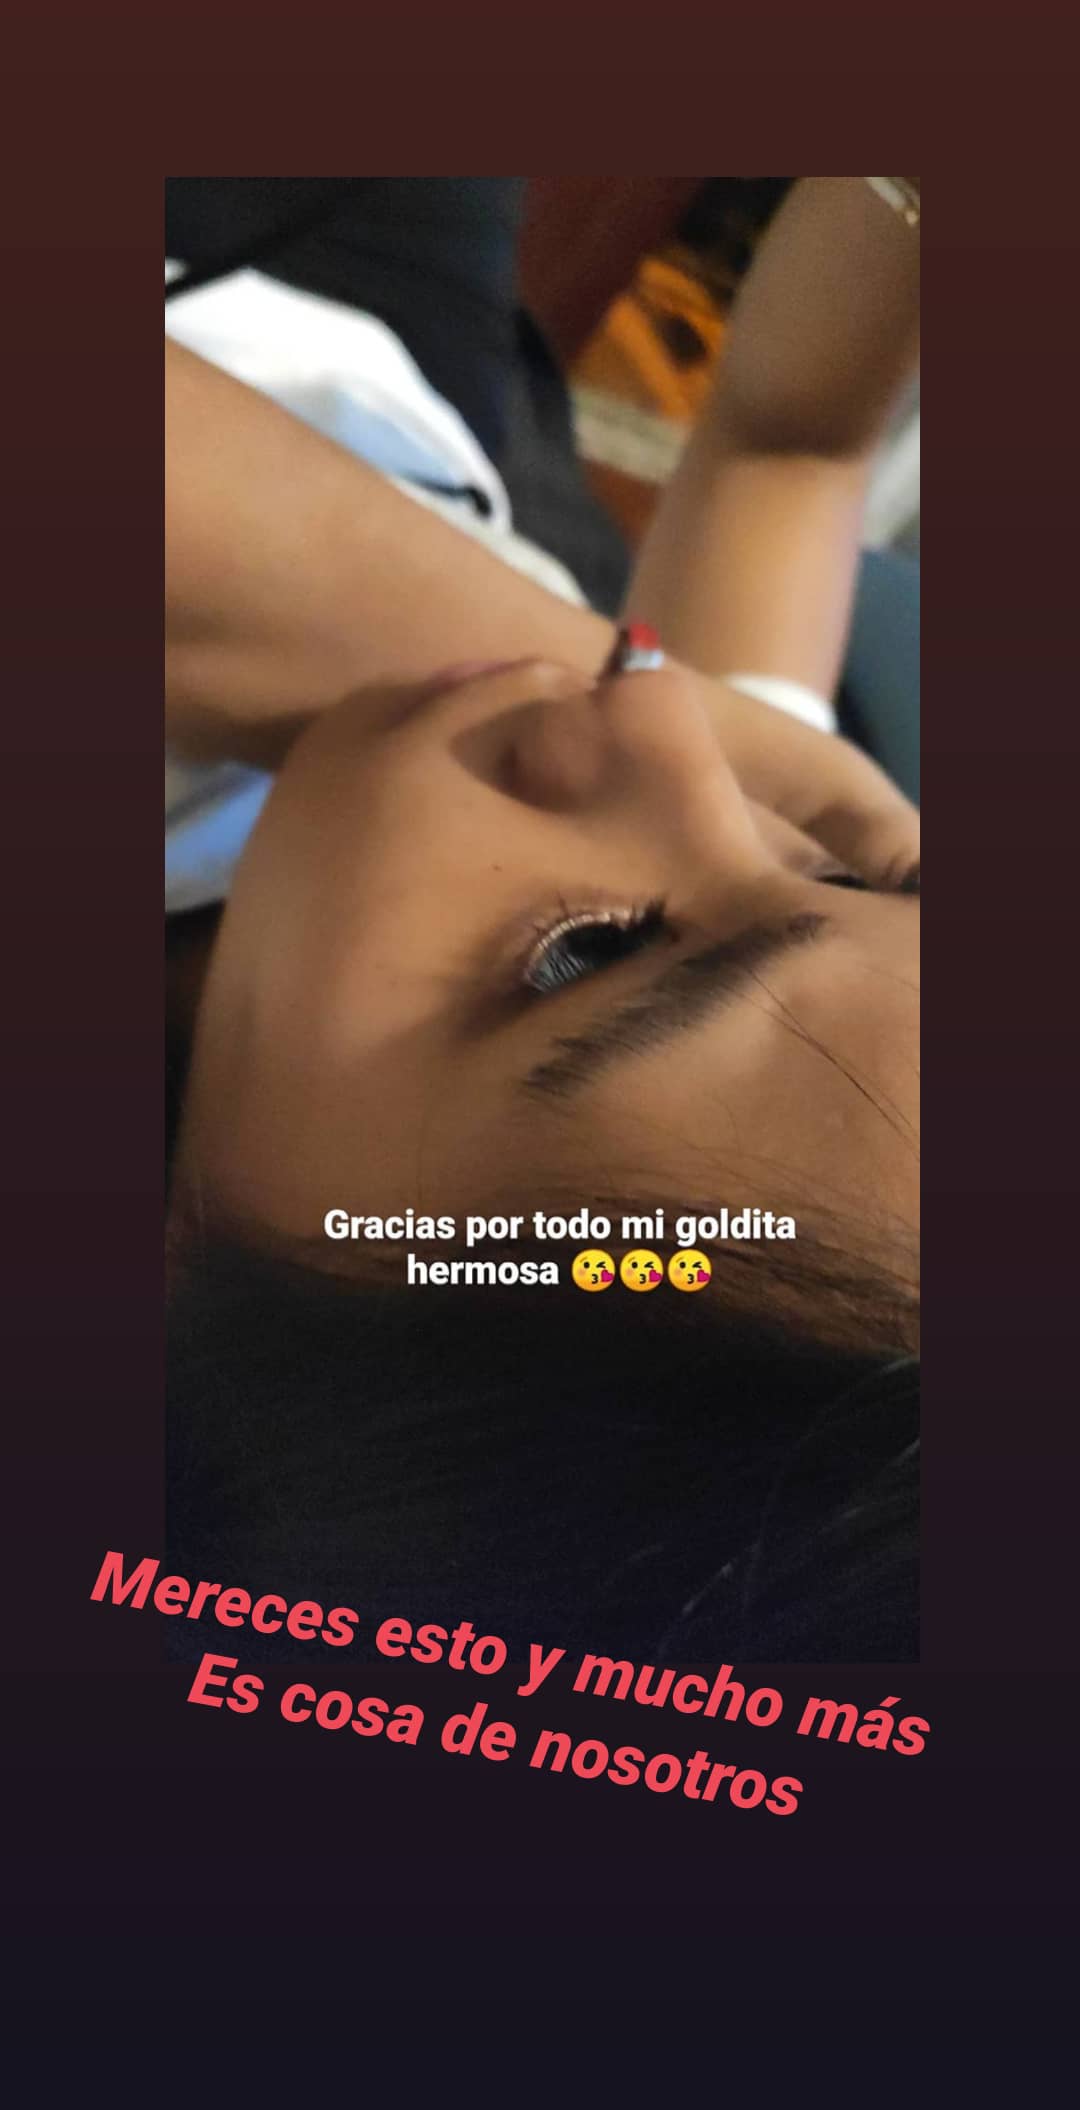 Gracias por todo mi goldita
hermosa 😘😘😘
Mereces esto y mucho más
Es cosa de nosotros